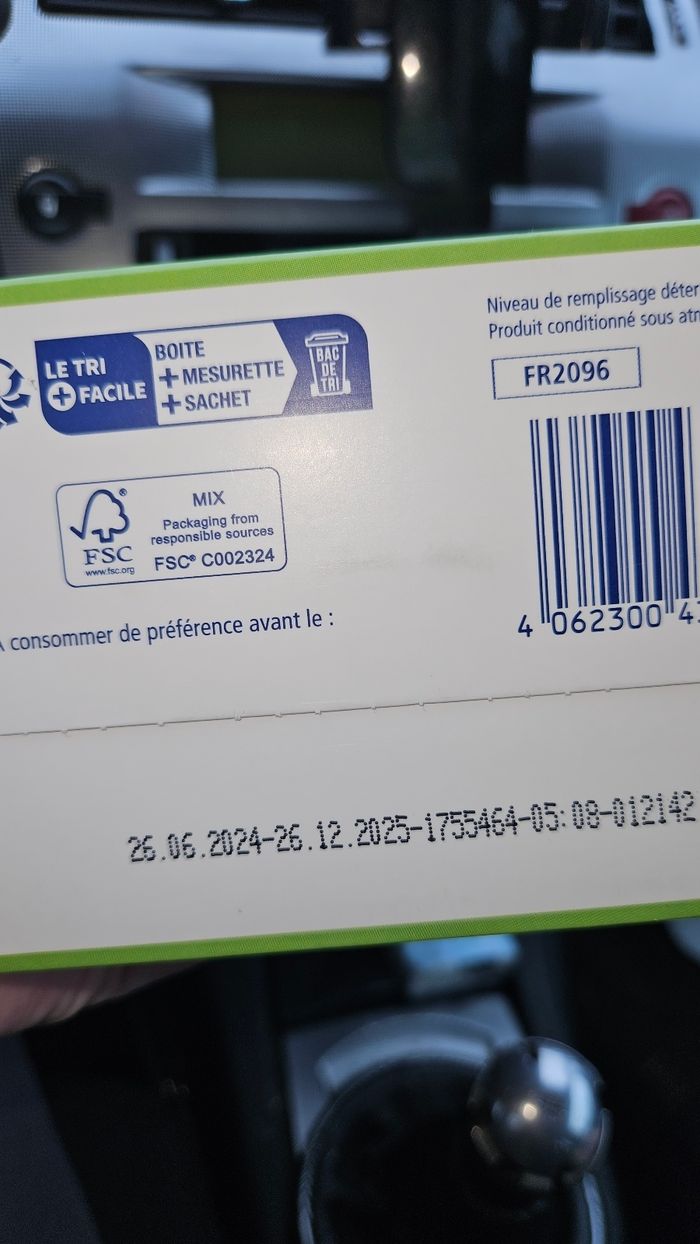 LE TRI
+ FACILE
BOITE
+ MESURETTE
+ SACHET
BAC
DE
TRI
Niveau de remplissage
Produit conditionné sous
FR2096
MIX
Packaging from
responsible sources
FSC® C002324
FSC
www.fsc.org
consommer de préférence avant le :
4 062300
26.06.2024-26.12.2025-1755464-05:08-012142